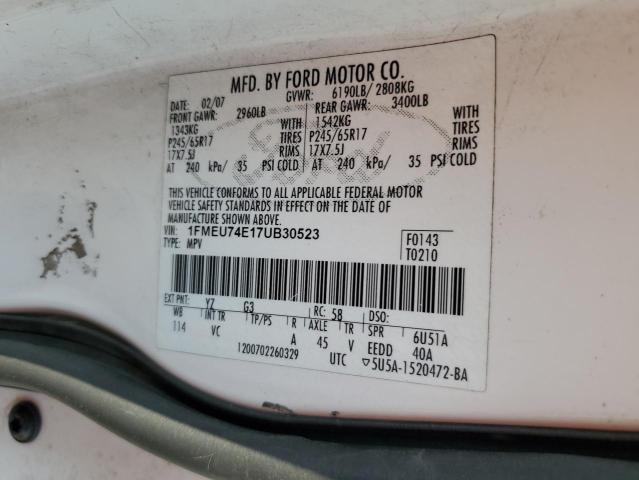 MFD. BY FORD MOTOR CO.
DATE: 02/07 GVWR: 6190LB/ 2808KG
FRONT GAWR: 2960LB REAR GAWR: 3400LB
1343KG WITH 1542KG WITH
P245/65R17 TIRES P245/65R17 TIRES
17X7.5J RIMS 17X7.5J RIMS
AT 240 kPa/ 35 PSI COLD AT 240 kPa/ 35 PSI COLD
THIS VEHICLE CONFORMS TO ALL APPLICABLE FEDERAL MOTOR
VEHICLE SAFETY STANDARDS IN EFFECT ON THE DATE OF
MANUFACTURE SHOWN ABOVE.
VIN: 1FMEU74E17UB30523
TYPE: MPV
F0143
T0210
EXT PNT: YZ G3 RC: 58 DSO:
WB INT TR TP/PS R AXLE TR SPR 6U51A
114 VC A 45 V EEDD 40A
1200702260329 UTC ▽5U5A-1520472-BA